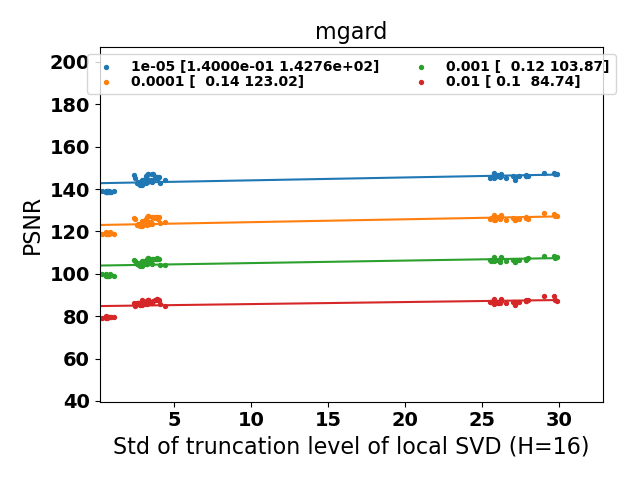 mgard
1e-05 [1.4000e-01 1.4276e+02]
0.0001 [  0.14 123.02]
0.001 [  0.12 103.87]
0.01 [ 0.1  84.74]
200
180
160
140
120
100
80
60
40
PSNR
5 10 15 20 25 30
Std of truncation level of local SVD (H=16)